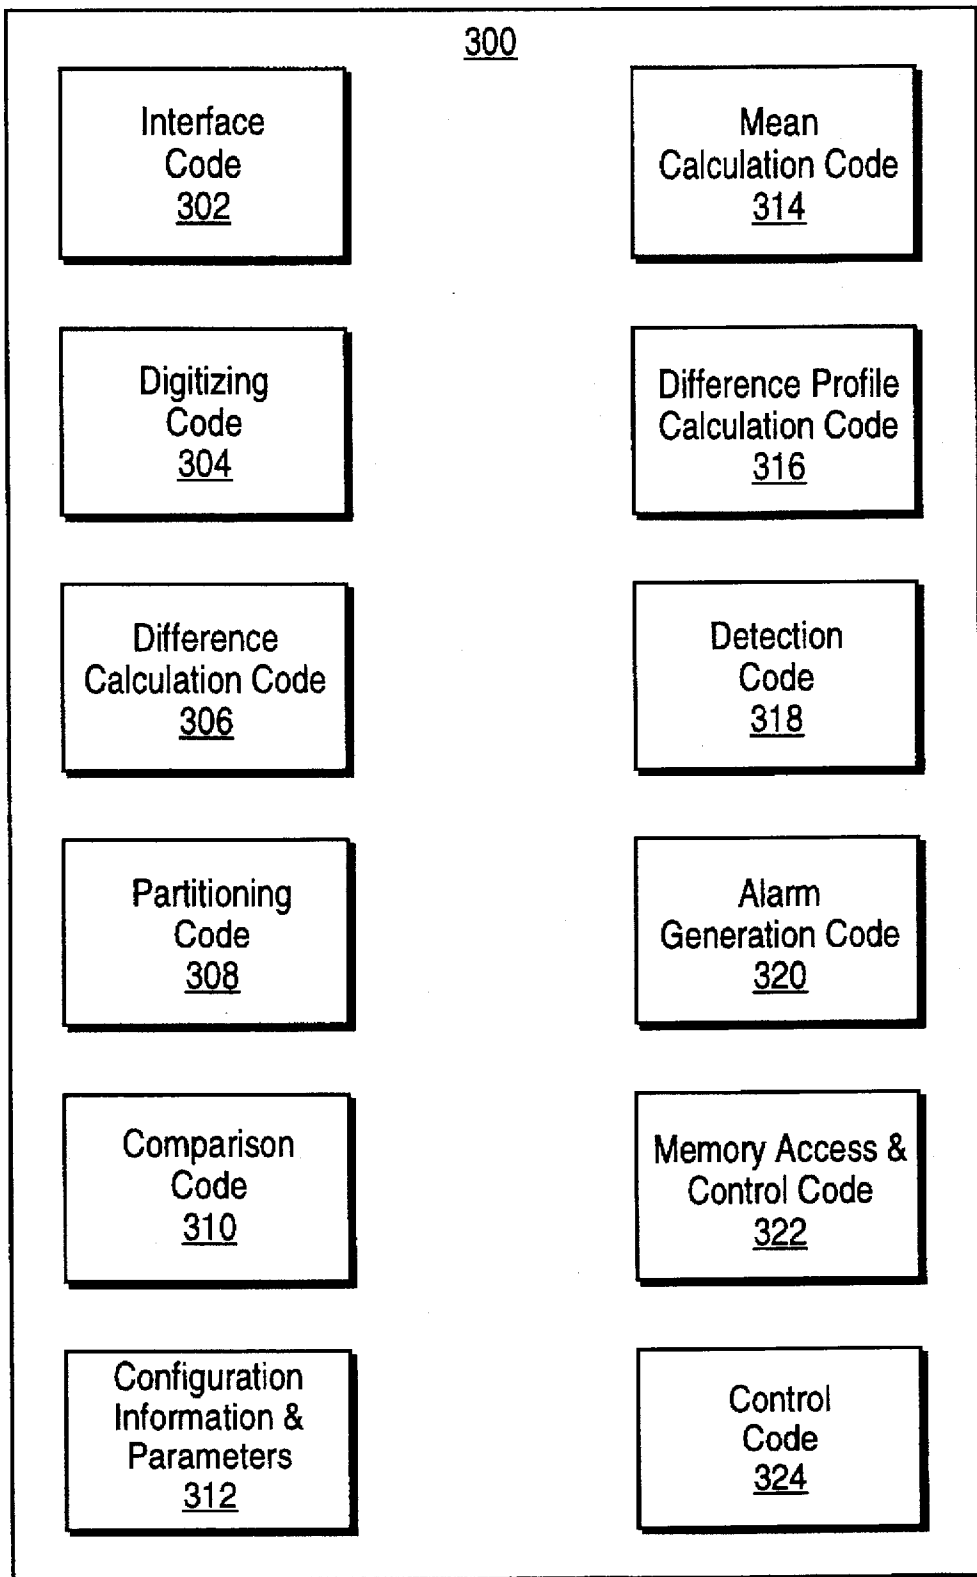 300
Interface
Code
302
Digitizing
Code
304
Difference
Calculation Code
306
Partitioning
Code
308
Comparison
Code
310
Configuration
Information &
Parameters
312
Mean
Calculation Code
314
Difference Profile
Calculation Code
316
Detection
Code
318
Alarm
Generation Code
320
Memory Access &
Control Code
322
Control
Code
324